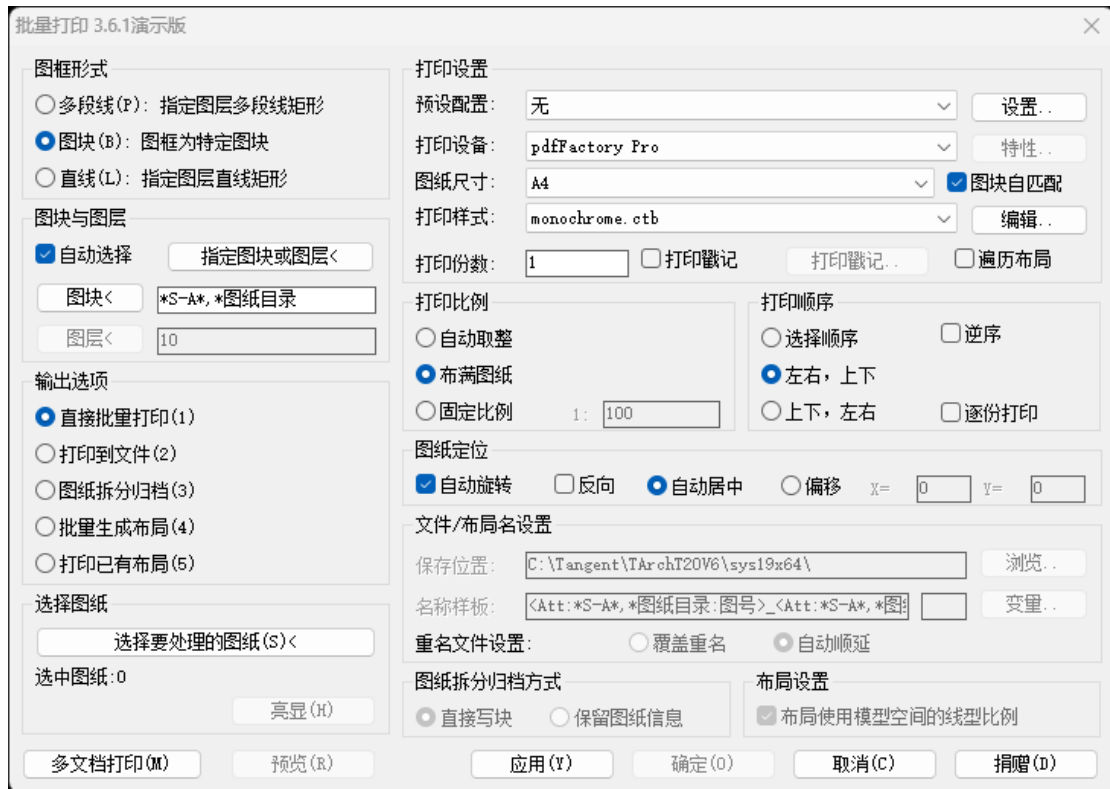 批量打印 3.6.1演示版
图框形式
多段线(P): 指定图层多段线矩形
图块(B): 图框为特定图块
直线(L): 指定图层直线矩形
图块与图层
自动选择 指定图块或图层<
图块< *S-A*,*图纸目录
图层< 10
输出选项
直接批量打印(1)
打印到文件(2)
图纸拆分归档(3)
批量生成布局(4)
打印已有布局(5)
选择图纸
选择要处理的图纸(S)<
选中图纸:0
亮显(H)
打印设置
预设配置: 无 设置..
打印设备: pdfFactory Pro 特性..
图纸尺寸: A4 图块自匹配
打印样式: monochrome.ctb 编辑..
打印份数: 1 打印戳记 打印戳记.. 遍历布局
打印比例
自动取整
布满图纸
固定比例 1: 100
打印顺序
选择顺序 逆序
左右，上下
上下，左右 逐份打印
图纸定位
自动旋转 反向 自动居中 偏移 X= 0 Y= 0
文件/布局名设置
保存位置: C:\Tangent\TArchT20V6\sys19x64\ 浏览..
名称样板: <Att:*S-A*,*图纸目录:图号>_<Att:*S-A*,*图 变量..
重名文件设置: 覆盖重名 自动顺延
图纸拆分归档方式
直接写块 保留图纸信息
布局设置
布局使用模型空间的线型比例
多文档打印(M) 预览(R) 应用(Y) 确定(O) 取消(C) 捐赠(D)